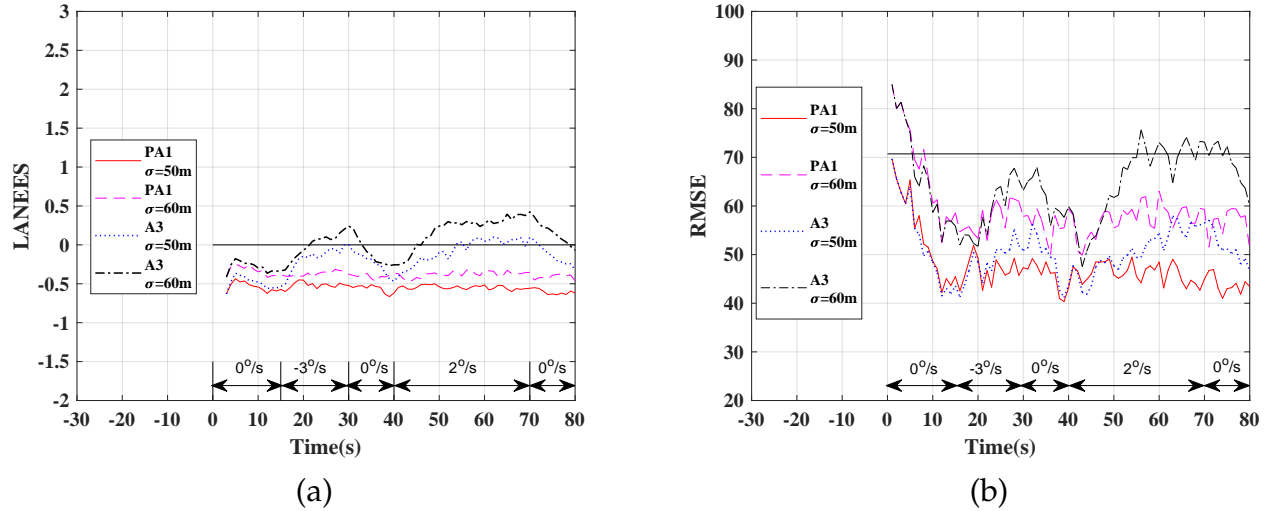 3
2.5
2
1.5
1
0.5
0
-0.5
-1
-1.5
-2
LANEES
PA1
σ=50m
PA1
σ=60m
A3
σ=50m
A3
σ=60m
0°/s -3°/s 0°/s 2°/s 0°/s
-30 -20 -10 0 10 20 30 40 50 60 70 80
Time(s)
(a)
100
90
80
70
60
50
40
30
20
RMSE
PA1
σ=50m
PA1
σ=60m
A3
σ=50m
A3
σ=60m
0°/s -3°/s 0°/s 2°/s 0°/s
-30 -20 -10 0 10 20 30 40 50 60 70 80
Time(s)
(b)